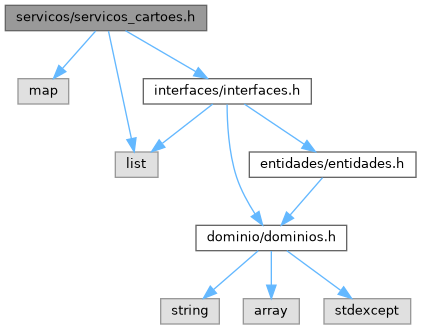 servicos/servicos_cartoes.h
map
interfaces/interfaces.h
list
entidades/entidades.h
dominio/dominios.h
string
array
stdexcept